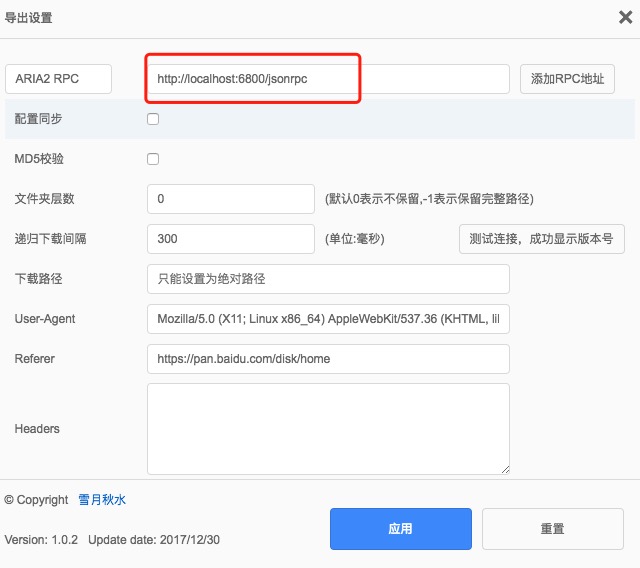 导出设置
ARIA2 RPC http://localhost:6800/jsonrpc 添加RPC地址
配置同步
MD5校验
文件夹层数 0 (默认0表示不保留,-1表示保留完整路径)
递归下载间隔 300 (单位:毫秒) 测试连接，成功显示版本号
下载路径 只能设置为绝对路径
User-Agent Mozilla/5.0 (X11; Linux x86_64) AppleWebKit/537.36 (KHTML, lil
Referer https://pan.baidu.com/disk/home
Headers
© Copyright 雪月秋水
Version: 1.0.2 Update date: 2017/12/30
应用 重置